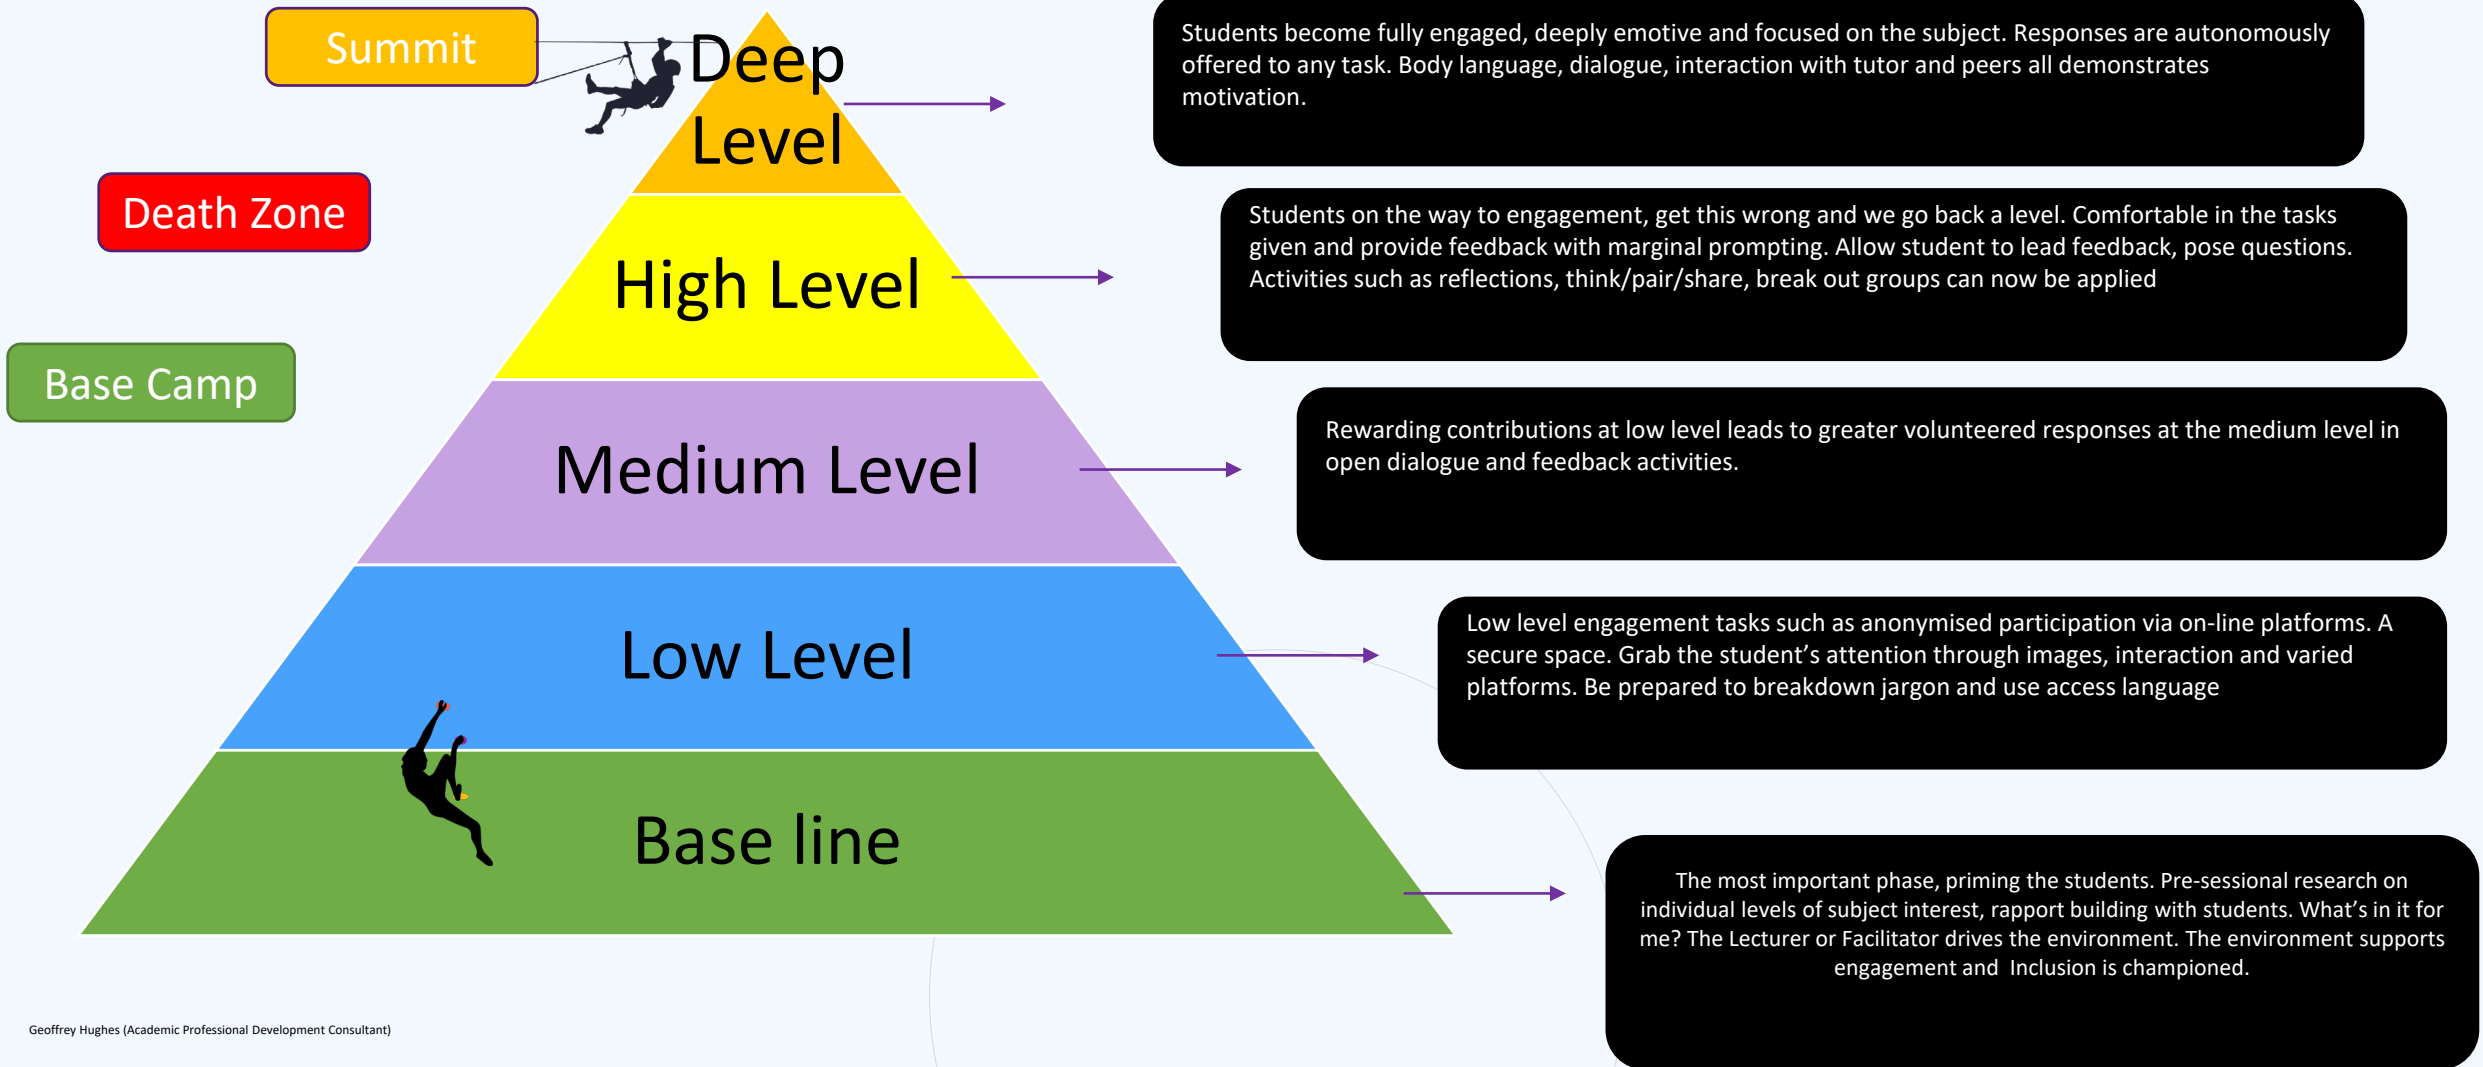 Summit
Deep
Level
Students become fully engaged, deeply emotive and focused on the subject. Responses are autonomously
offered to any task. Body language, dialogue, interaction with tutor and peers all demonstrates
motivation.
Death Zone
High Level
Students on the way to engagement, get this wrong and we go back a level. Comfortable in the tasks
given and provide feedback with marginal prompting. Allow student to lead feedback, pose questions.
Activities such as reflections, think/pair/share, break out groups can now be applied
Base Camp
Medium Level
Rewarding contributions at low level leads to greater volunteered responses at the medium level in
open dialogue and feedback activities.
Low Level
Low level engagement tasks such as anonymised participation via on-line platforms. A
secure space. Grab the student’s attention through images, interaction and varied
platforms. Be prepared to breakdown jargon and use access language
Base line
The most important phase, priming the students. Pre-sessional research on
individual levels of subject interest, rapport building with students. What’s in it for
me? The Lecturer or Facilitator drives the environment. The environment supports
engagement and  Inclusion is championed.
Geoffrey Hughes (Academic Professional Development Consultant)